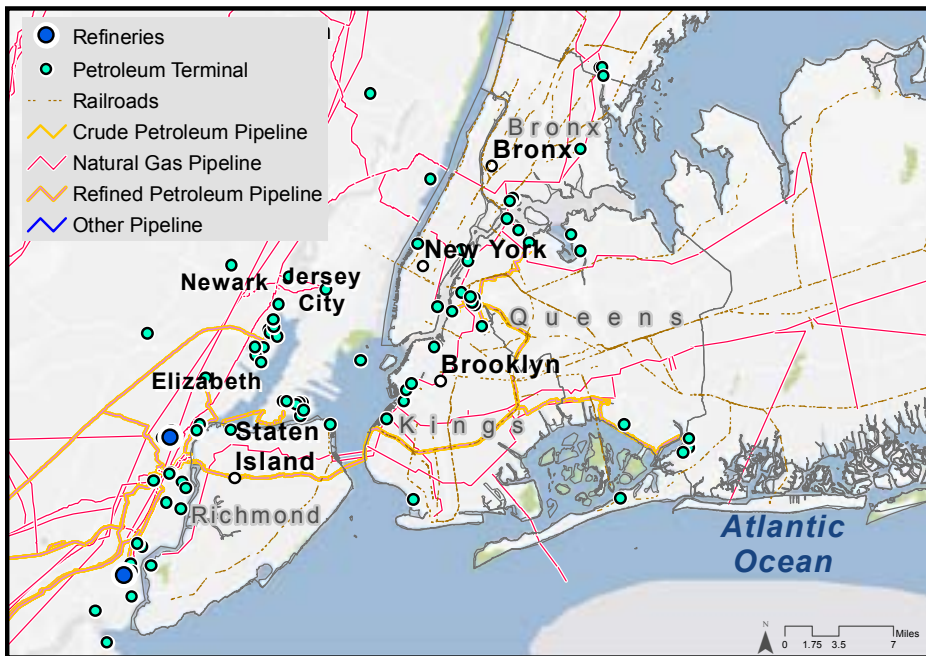 Refineries
Petroleum Terminal
Railroads
Crude Petroleum Pipeline
Natural Gas Pipeline
Refined Petroleum Pipeline
Other Pipeline
Bronx
Bronx
New York
Newark
Jersey
City
Queens
Elizabeth
Brooklyn
Kings
Staten
Island
Richmond
Atlantic
Ocean
N
0 1.75 3.5 7 Miles